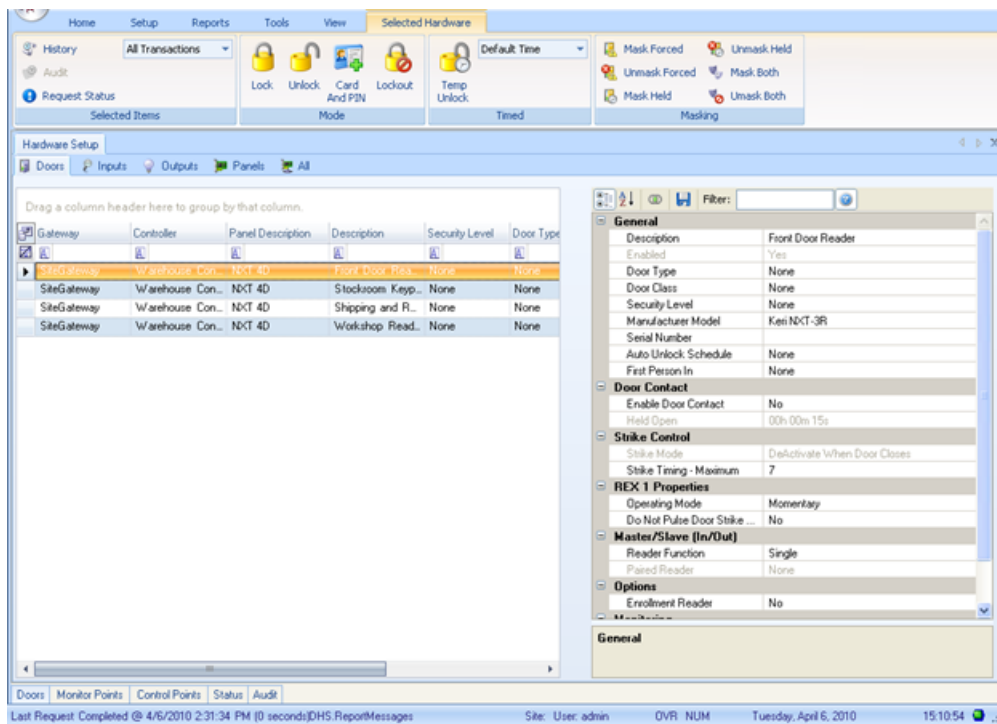 Home Setup Reports Tools View Selected Hardware
History All Transactions Default Time Mask Forced Unmask Held
Audit Unmask Forced Mask Both
Request Status Lock Unlock Card And PIN Lockout Temp Unlock Mask Held Umask Both
Selected Items Mode Timed Masking
Hardware Setup
Doors Inputs Outputs Panels All
Drag a column header here to group by that column.
Gateway Controller Panel Description Description Security Level Door Type
SiteGateway Warehouse Con... NXT 4D Front Door Rea... None None
SiteGateway Warehouse Con... NXT 4D Stockroom Keyp... None None
SiteGateway Warehouse Con... NXT 4D Shipping and R... None None
SiteGateway Warehouse Con... NXT 4D Workshop Read... None None
Filter:
General
Description Front Door Reader
Enabled Yes
Door Type None
Door Class None
Security Level None
Manufacturer Model Keri NXT-3R
Serial Number
Auto Unlock Schedule None
First Person In None
Door Contact
Enable Door Contact No
Held Open 00h 00m 15s
Strike Control
Strike Mode DeActivate When Door Closes
Strike Timing - Maximum 7
REX 1 Properties
Operating Mode Momentary
Do Not Pulse Door Strike ... No
Master/Slave (In/Out)
Reader Function Single
Paired Reader None
Options
Enrollment Reader No
Monitoring
General
Doors Monitor Points Control Points Status Audit
Last Request Completed @ 4/6/2010 2:31:34 PM (0 seconds)DHS.ReportMessages Site: User: admin OVR NUM Tuesday, April 6, 2010 15:10:54